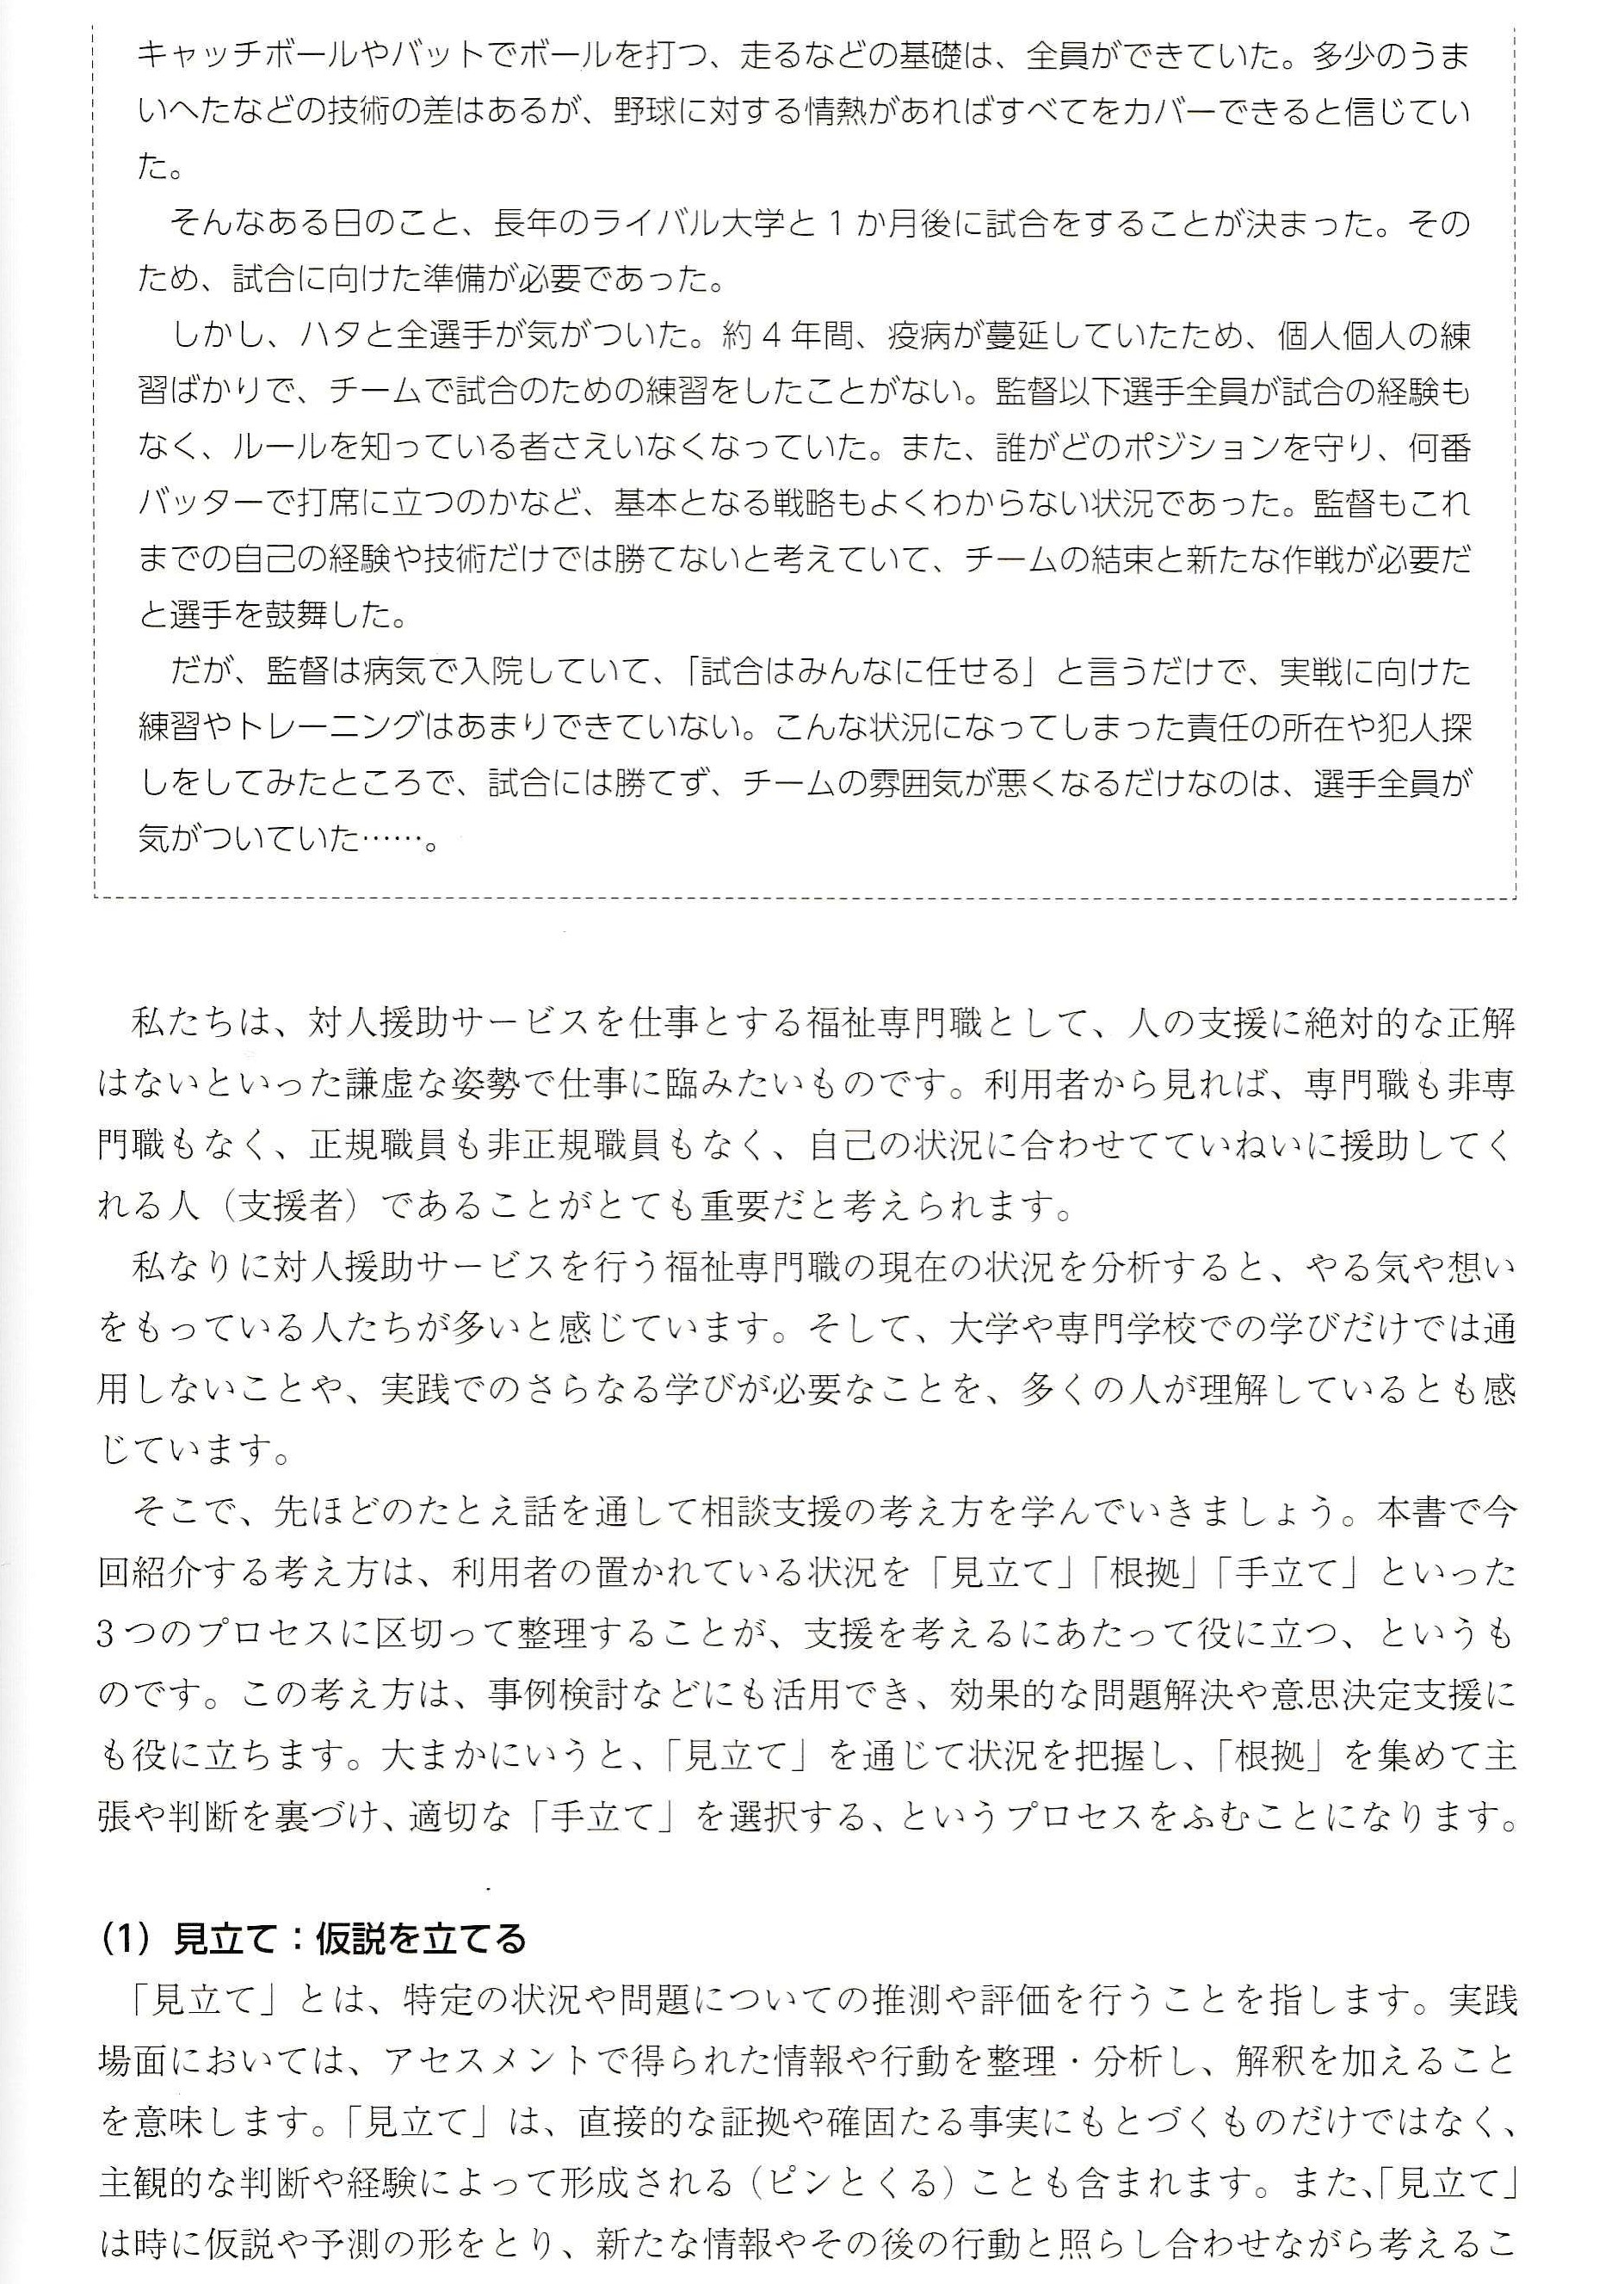 キャッチボールやバットでボールを打つ、走るなどの基礎は、全員ができていた。多少のうま
いへたなどの技術の差はあるが、野球に対する情熱があればすべてをカバーできると信じてい
た。
　そんなある日のこと、長年のライバル大学と1か月後に試合をすることが決まった。その
ため、試合に向けた準備が必要であった。
　しかし、ハタと全選手が気がついた。約4年間、疫病が蔓延していたため、個人個人の練
習ばかりで、チームで試合のための練習をしたことがない。監督以下選手全員が試合の経験も
なく、ルールを知っている者さえいなくなっていた。また、誰がどのポジションを守り、何番
バッターで打席に立つのかなど、基本となる戦略もよくわからない状況であった。監督もこれ
までの自己の経験や技術だけでは勝てないと考えていて、チームの結束と新たな作戦が必要だ
と選手を鼓舞した。
　だが、監督は病気で入院していて、「試合はみんなに任せる」と言うだけで、実戦に向けた
練習やトレーニングはあまりできていない。こんな状況になってしまった責任の所在や犯人探
しをしてみたところで、試合には勝てず、チームの雰囲気が悪くなるだけなのは、選手全員が
気がついていた……。
　私たちは、対人援助サービスを仕事とする福祉専門職として、人の支援に絶対的な正解
はないといった謙虚な姿勢で仕事に臨みたいものです。利用者から見れば、専門職も非専
門職もなく、正規職員も非正規職員もなく、自己の状況に合わせてていねいに援助してく
れる人（支援者）であることがとても重要だと考えられます。
　私なりに対人援助サービスを行う福祉専門職の現在の状況を分析すると、やる気や想い
をもっている人たちが多いと感じています。そして、大学や専門学校での学びだけでは通
用しないことや、実践でのさらなる学びが必要なことを、多くの人が理解しているとも感
じています。
　そこで、先ほどのたとえ話を通して相談支援の考え方を学んでいきましょう。本書で今
回紹介する考え方は、利用者の置かれている状況を「見立て」「根拠」「手立て」といった
3つのプロセスに区切って整理することが、支援を考えるにあたって役に立つ、というも
のです。この考え方は、事例検討などにも活用でき、効果的な問題解決や意思決定支援に
も役に立ちます。大まかにいうと、「見立て」を通じて状況を把握し、「根拠」を集めて主
張や判断を裏づけ、適切な「手立て」を選択する、というプロセスをふむことになります。
（1）見立て：仮説を立てる
　「見立て」とは、特定の状況や問題についての推測や評価を行うことを指します。実践
場面においては、アセスメントで得られた情報や行動を整理・分析し、解釈を加えること
を意味します。「見立て」は、直接的な証拠や確固たる事実にもとづくものだけではなく、
主観的な判断や経験によって形成される（ピンとくる）ことも含まれます。また、「見立て」
は時に仮説や予測の形をとり、新たな情報やその後の行動と照らし合わせながら考えるこ